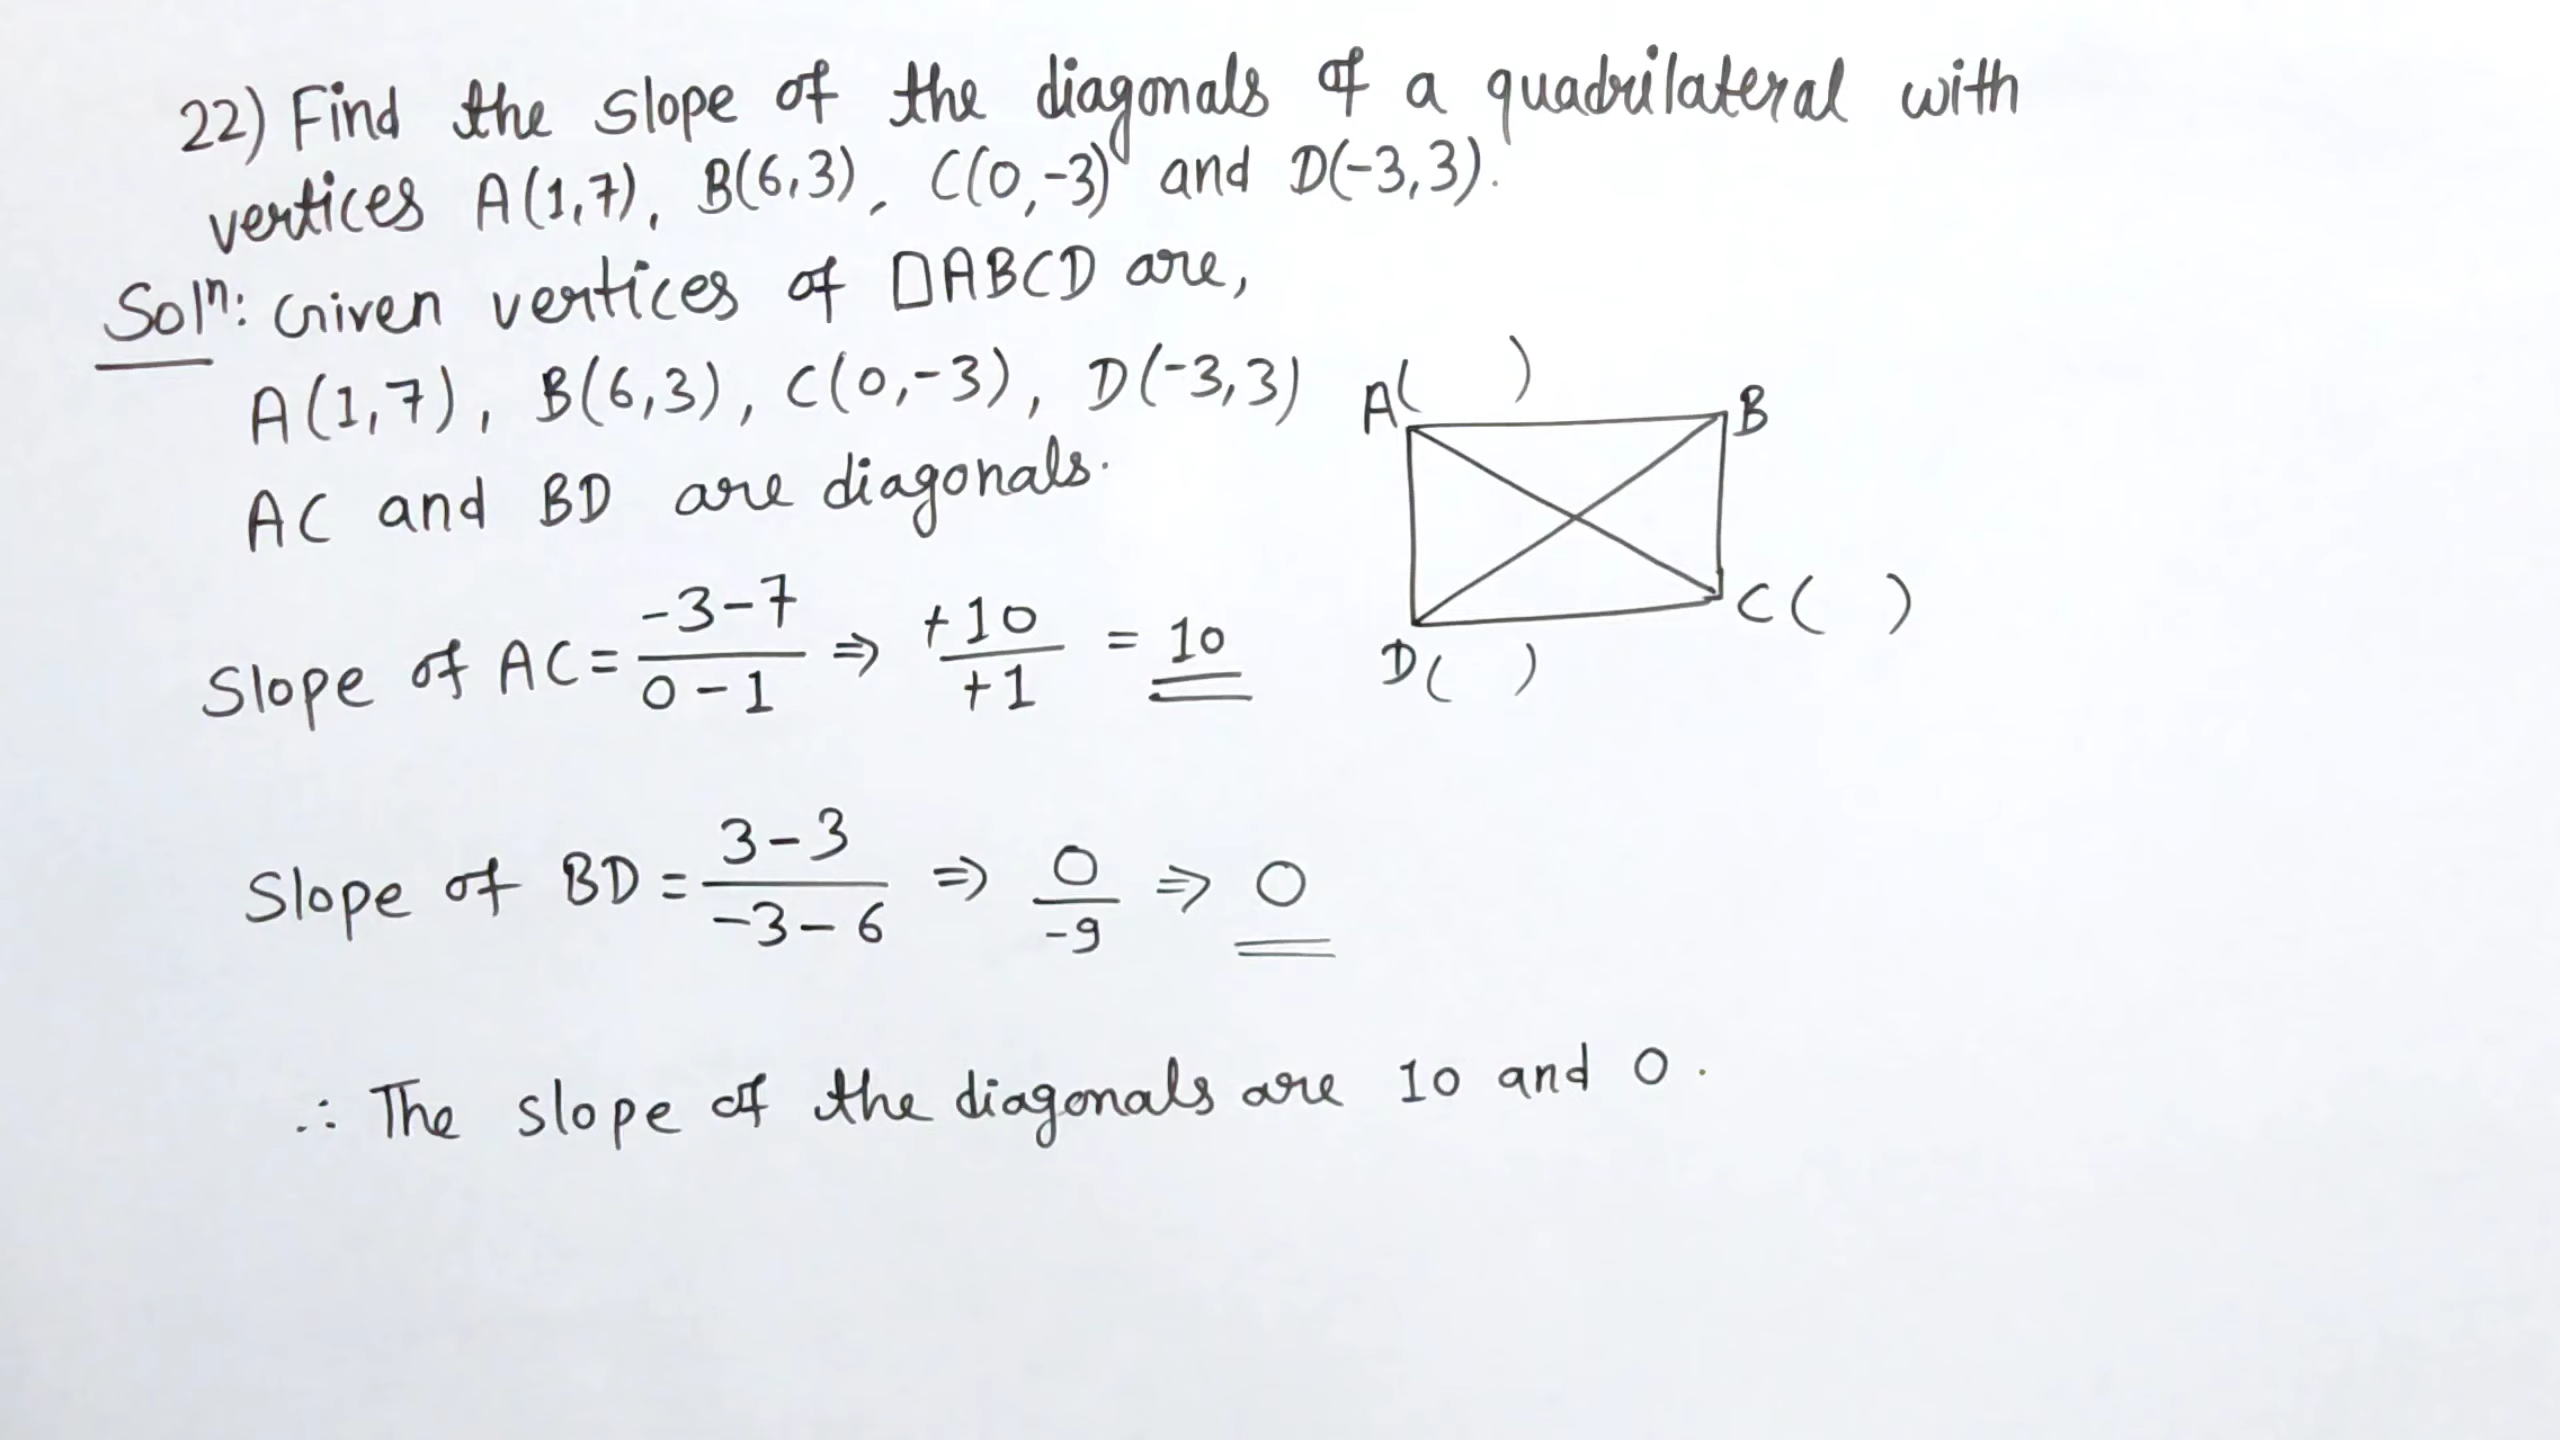 22) Find the slope of the diagonals of a quadrilateral with
vertices A(1,7), B(6,3), C(0,-3) and D(-3,3).
Solⁿ: Given vertices of □ABCD are,
A(1,7), B(6,3), C(0,-3), D(-3,3)
AC and BD are diagonals.
A( )
B
C( )
D( )
Slope of AC = (-3-7)/(0-1) ⇒ +10/+1 = 10
Slope of BD = (3-3)/(-3-6) ⇒ 0/-9 ⇒ 0
∴ The slope of the diagonals are 10 and 0.